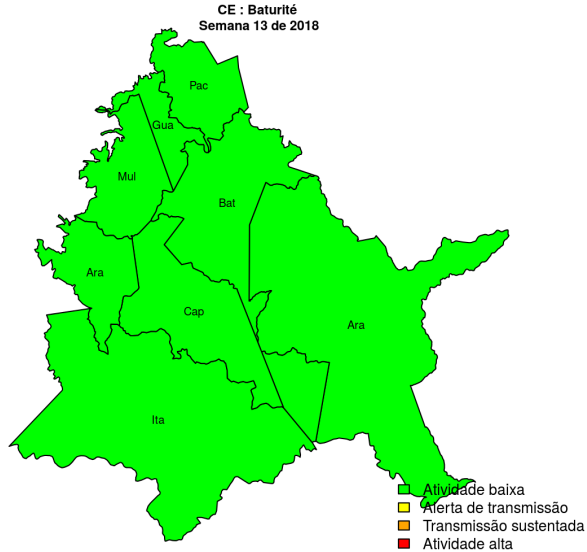 CE : Baturité
Semana 13 de 2018
Pac
Gua
Mul
Bat
Ara
Cap
Ara
Ita
Atividade baixa
Alerta de transmissão
Transmissão sustentada
Atividade alta